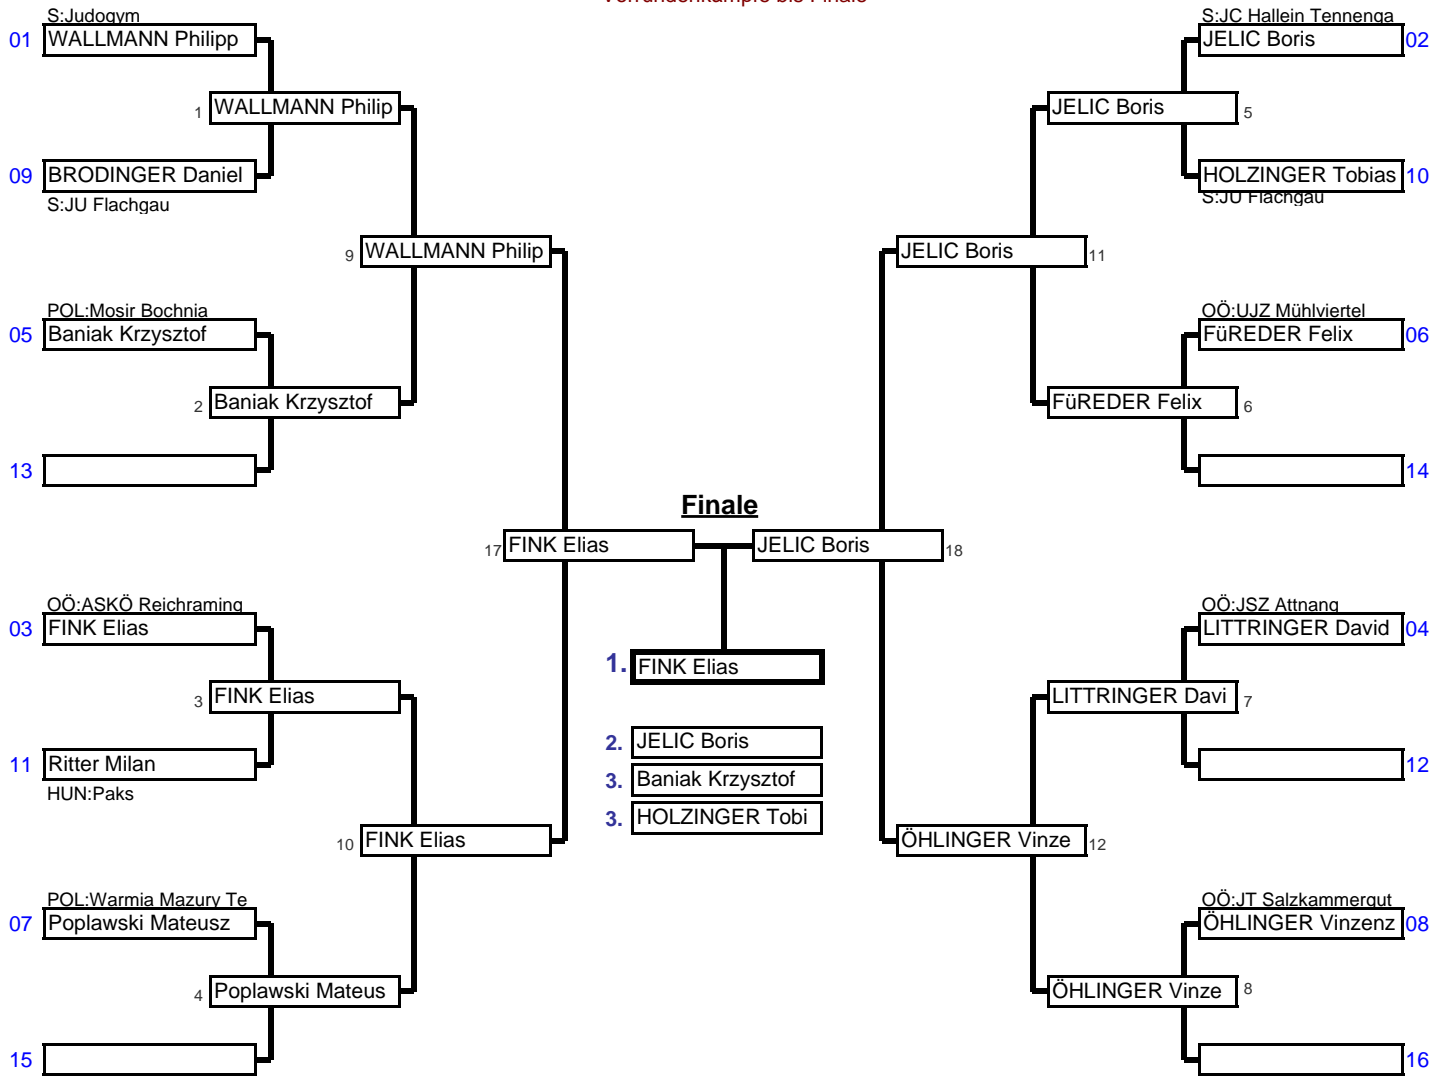 Vorrundenkämpfe bis Finale
S:Judogym
01 WALLMANN Philipp
1 WALLMANN Philip
09 BRODINGER Daniel
S:JU Flachgau
9 WALLMANN Philip
POL:Mosir Bochnia
05 Baniak Krzysztof
2 Baniak Krzysztof
13
17 FINK Elias
OÖ:ASKÖ Reichraming
03 FINK Elias
3 FINK Elias
11 Ritter Milan
HUN:Paks
10 FINK Elias
POL:Warmia Mazury Te
07 Poplawski Mateusz
4 Poplawski Mateus
15
Finale
1. FINK Elias
2. JELIC Boris
3. Baniak Krzysztof
3. HOLZINGER Tobi
S:JC Hallein Tennenga
JELIC Boris 02
JELIC Boris 5
HOLZINGER Tobias 10
S:JU Flachgau
JELIC Boris 11
OÖ:UJZ Mühlviertel
FüREDER Felix 06
FüREDER Felix 6
14
JELIC Boris 18
OÖ:JSZ Attnang
LITTRINGER David 04
LITTRINGER Davi 7
12
ÖHLINGER Vinze 12
OÖ:JT Salzkammergut
ÖHLINGER Vinzenz 08
ÖHLINGER Vinze 8
16